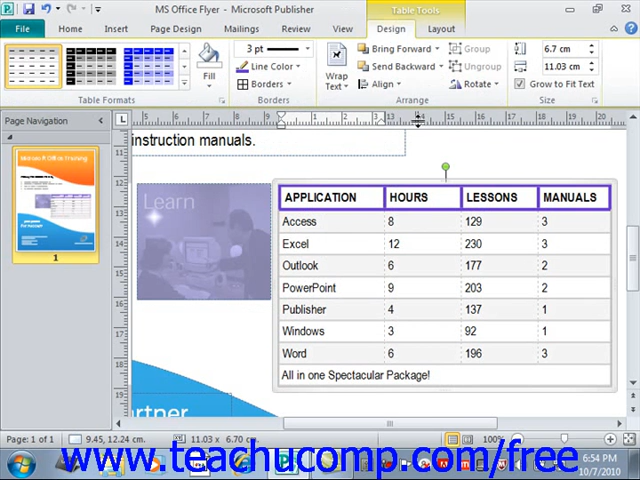 MS Office Flyer - Microsoft Publisher
Table Tools
File Home Insert Page Design Mailings Review View Design Layout
Fill
3 pt
Line Color
Borders
Wrap Text
Bring Forward
Send Backward
Align
Group
Ungroup
Rotate
6.7 cm
11.03 cm
Grow to Fit Text
Table Formats Borders Arrange Size
Page Navigation
Microsoft Office Training
1
instruction manuals.
Learn
APPLICATION HOURS LESSONS MANUALS
Access 8 129 3
Excel 12 230 3
Outlook 6 177 2
PowerPoint 9 203 2
Publisher 4 137 1
Windows 3 92 1
Word 6 196 3
All in one Spectacular Package!
artner
Page: 1 of 1 9.45, 12.24 cm. 11.03 x 6.70 cm. 100%
www.teachucomp.com/free
6:54 PM
10/7/2010